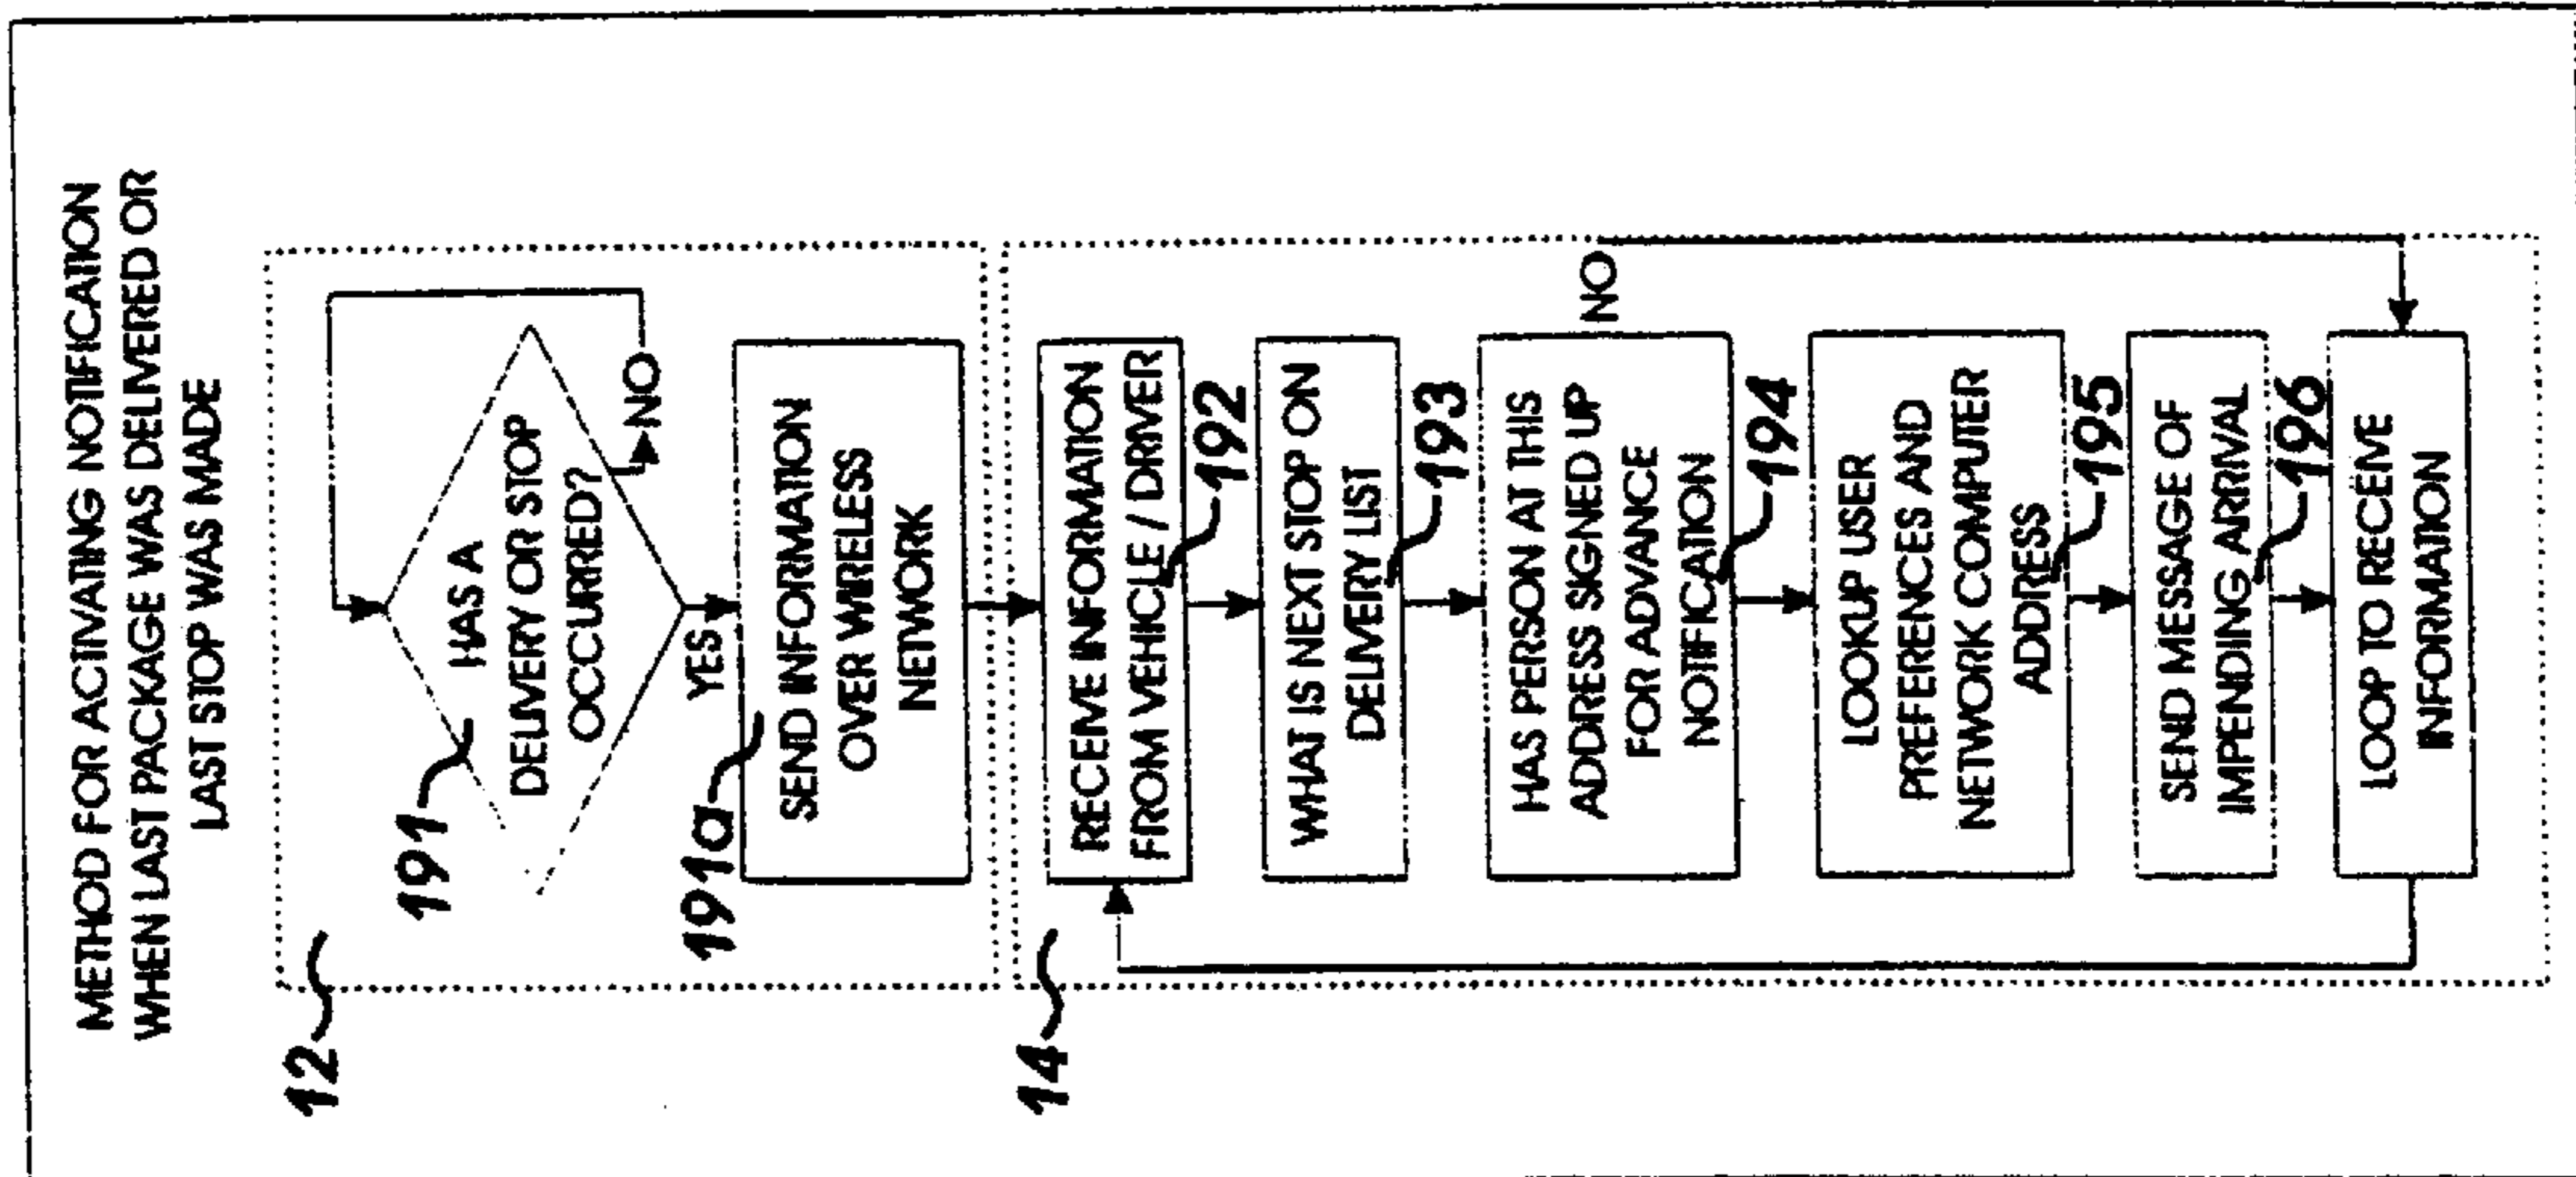 METHOD FOR ACTIVATING NOTIFICATION
WHEN LAST PACKAGE WAS DELIVERED OR
LAST STOP WAS MADE
12
191
HAS A
DELIVERY OR STOP
OCCURRED?
NO
YES
191a
SEND INFORMATION
OVER WIRELESS
NETWORK
14
RECEIVE INFORMATION
FROM VEHICLE / DRIVER
192
WHAT IS NEXT STOP ON
DELIVERY LIST
193
HAS PERSON AT THIS
ADDRESS SIGNED UP
FOR ADVANCE
NOTIFICATION
NO
194
LOOKUP USER
PREFERENCES AND
NETWORK COMPUTER
ADDRESS
195
SEND MESSAGE OF
IMPENDING ARRIVAL
196
LOOP TO RECEIVE
INFORMATION